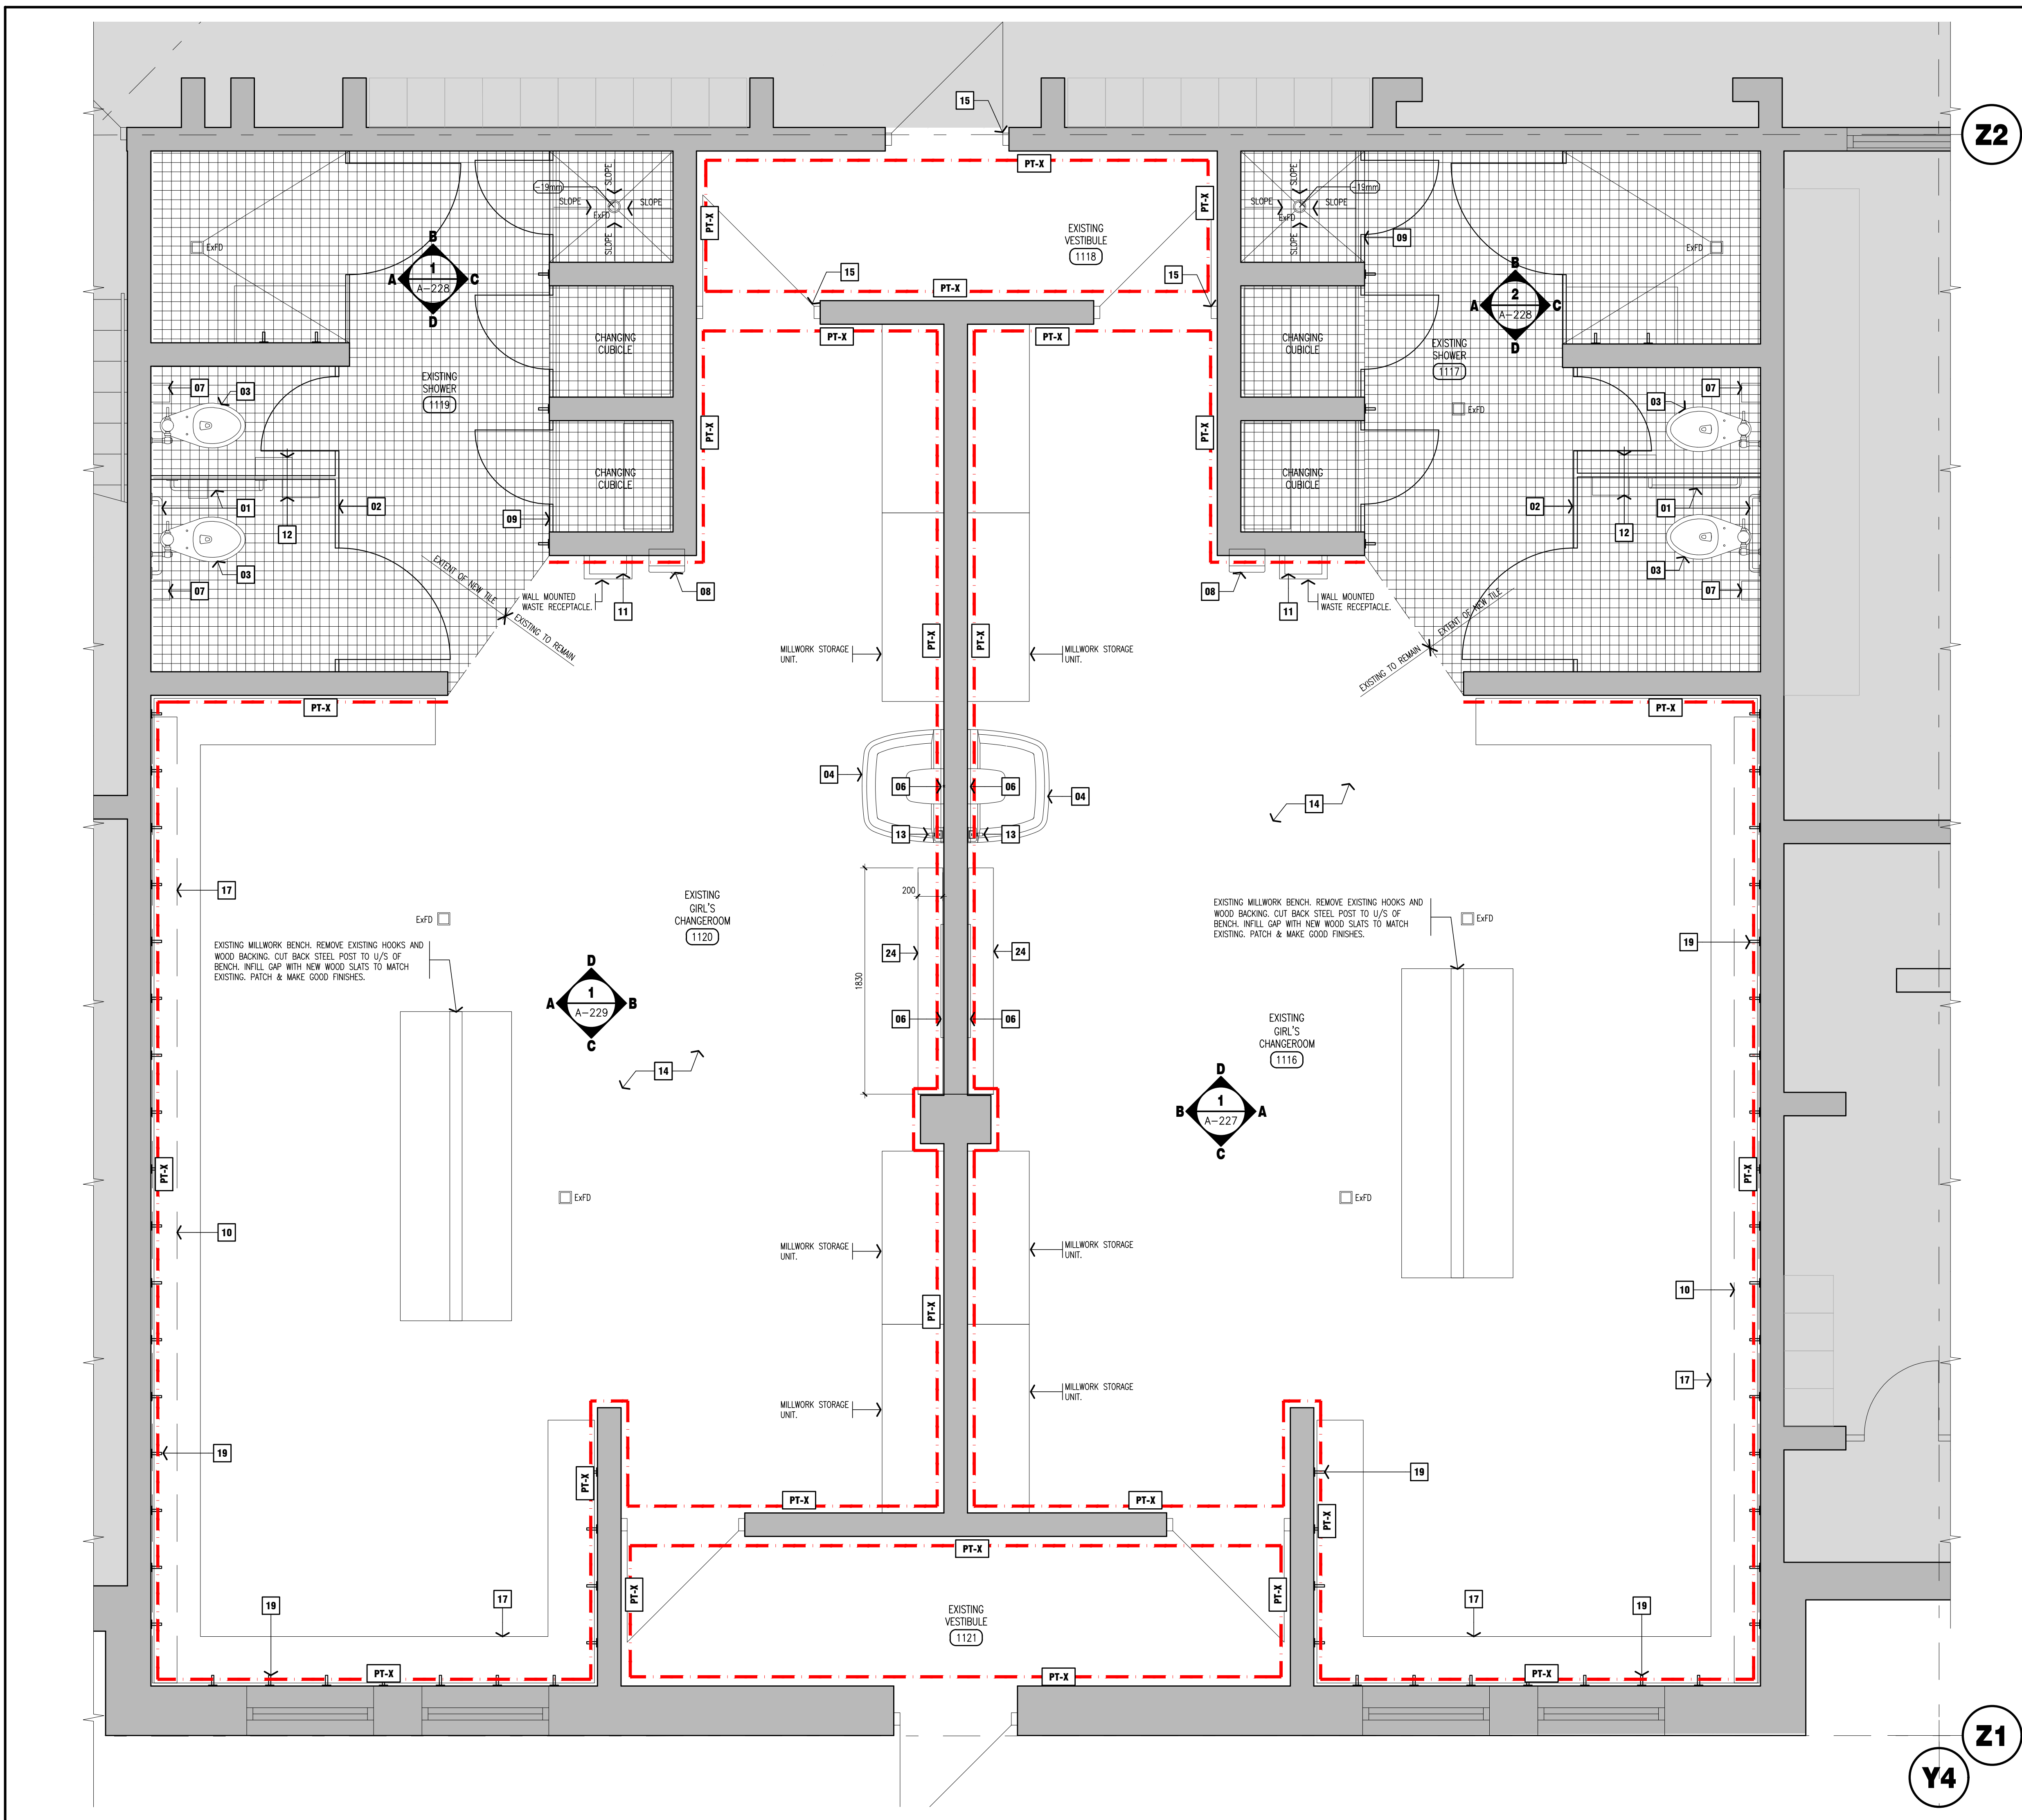 15
Z2
PT-X
PT-X
PT-X
SLOPE
-19mm
SLOPE
SLOPE
ExFD
SLOPE
SLOPE
-19mm
SLOPE
SLOPE
ExFD
SLOPE
09
EXISTING
VESTIBULE
1118
ExFD
ExFD
B
1
A
C
A-228
D
B
2
A
C
A-228
D
15
15
PT-X
PT-X
PT-X
CHANGING
CUBICLE
CHANGING
CUBICLE
EXISTING
SHOWER
1119
EXISTING
SHOWER
1117
07
03
07
03
ExFD
PT-X
PT-X
CHANGING
CUBICLE
CHANGING
CUBICLE
01
02
09
12
02
12
01
03
07
03
07
EXTENT OF NEW TILE
EXISTING TO REMAIN
EXTENT OF NEW TILE
EXISTING TO REMAIN
WALL MOUNTED
WASTE RECEPTACLE.
11
08
08
11
WALL MOUNTED
WASTE RECEPTACLE.
PT-X
PT-X
MILLWORK STORAGE
UNIT.
MILLWORK STORAGE
UNIT.
PT-X
PT-X
04
06
06
04
13
13
14
17
EXISTING
GIRL'S
CHANGEROOM
1120
200
ExFD
EXISTING MILLWORK BENCH. REMOVE EXISTING HOOKS AND
WOOD BACKING. CUT BACK STEEL POST TO U/S OF
BENCH. INFILL GAP WITH NEW WOOD SLATS TO MATCH
EXISTING. PATCH & MAKE GOOD FINISHES.
EXISTING MILLWORK BENCH. REMOVE EXISTING HOOKS AND
WOOD BACKING. CUT BACK STEEL POST TO U/S OF
BENCH. INFILL GAP WITH NEW WOOD SLATS TO MATCH
EXISTING. PATCH & MAKE GOOD FINISHES.
ExFD
19
24
24
1830
D
1
A
B
A-229
C
06
06
EXISTING
GIRL'S
CHANGEROOM
1116
14
D
1
B
A
A-227
C
PT-X
PT-X
ExFD
ExFD
10
MILLWORK STORAGE
UNIT.
MILLWORK STORAGE
UNIT.
10
PT-X
MILLWORK STORAGE
UNIT.
MILLWORK STORAGE
UNIT.
17
19
PT-X
19
PT-X
PT-X
PT-X
PT-X
PT-X
PT-X
19
17
EXISTING
VESTIBULE
1121
17
19
PT-X
PT-X
PT-X
Z1
Y4